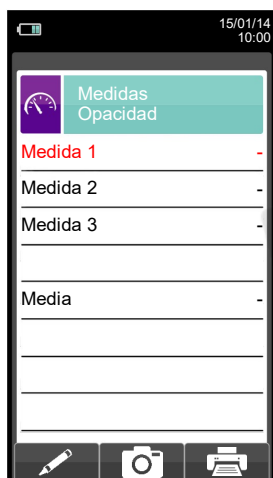 15/01/14
10:00
Medidas
Opacidad
Medida 1 -
Medida 2 -
Medida 3 -
Media -